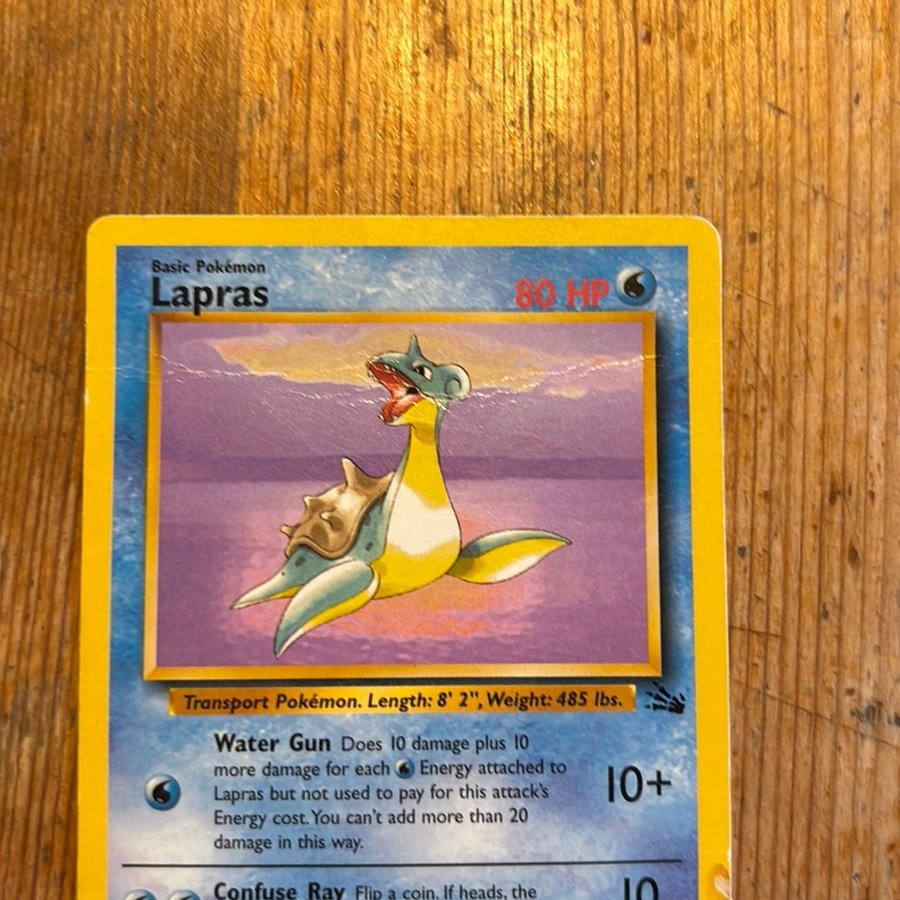 Basic Pokémon
Lapras 80 HP
Transport Pokémon. Length: 8' 2", Weight: 485 lbs.
Water Gun Does 10 damage plus 10
more damage for each Energy attached to
Lapras but not used to pay for this attack's
Energy cost. You can't add more than 20
damage in this way.
10+
Confuse Ray Flip a coin. If heads, the
10